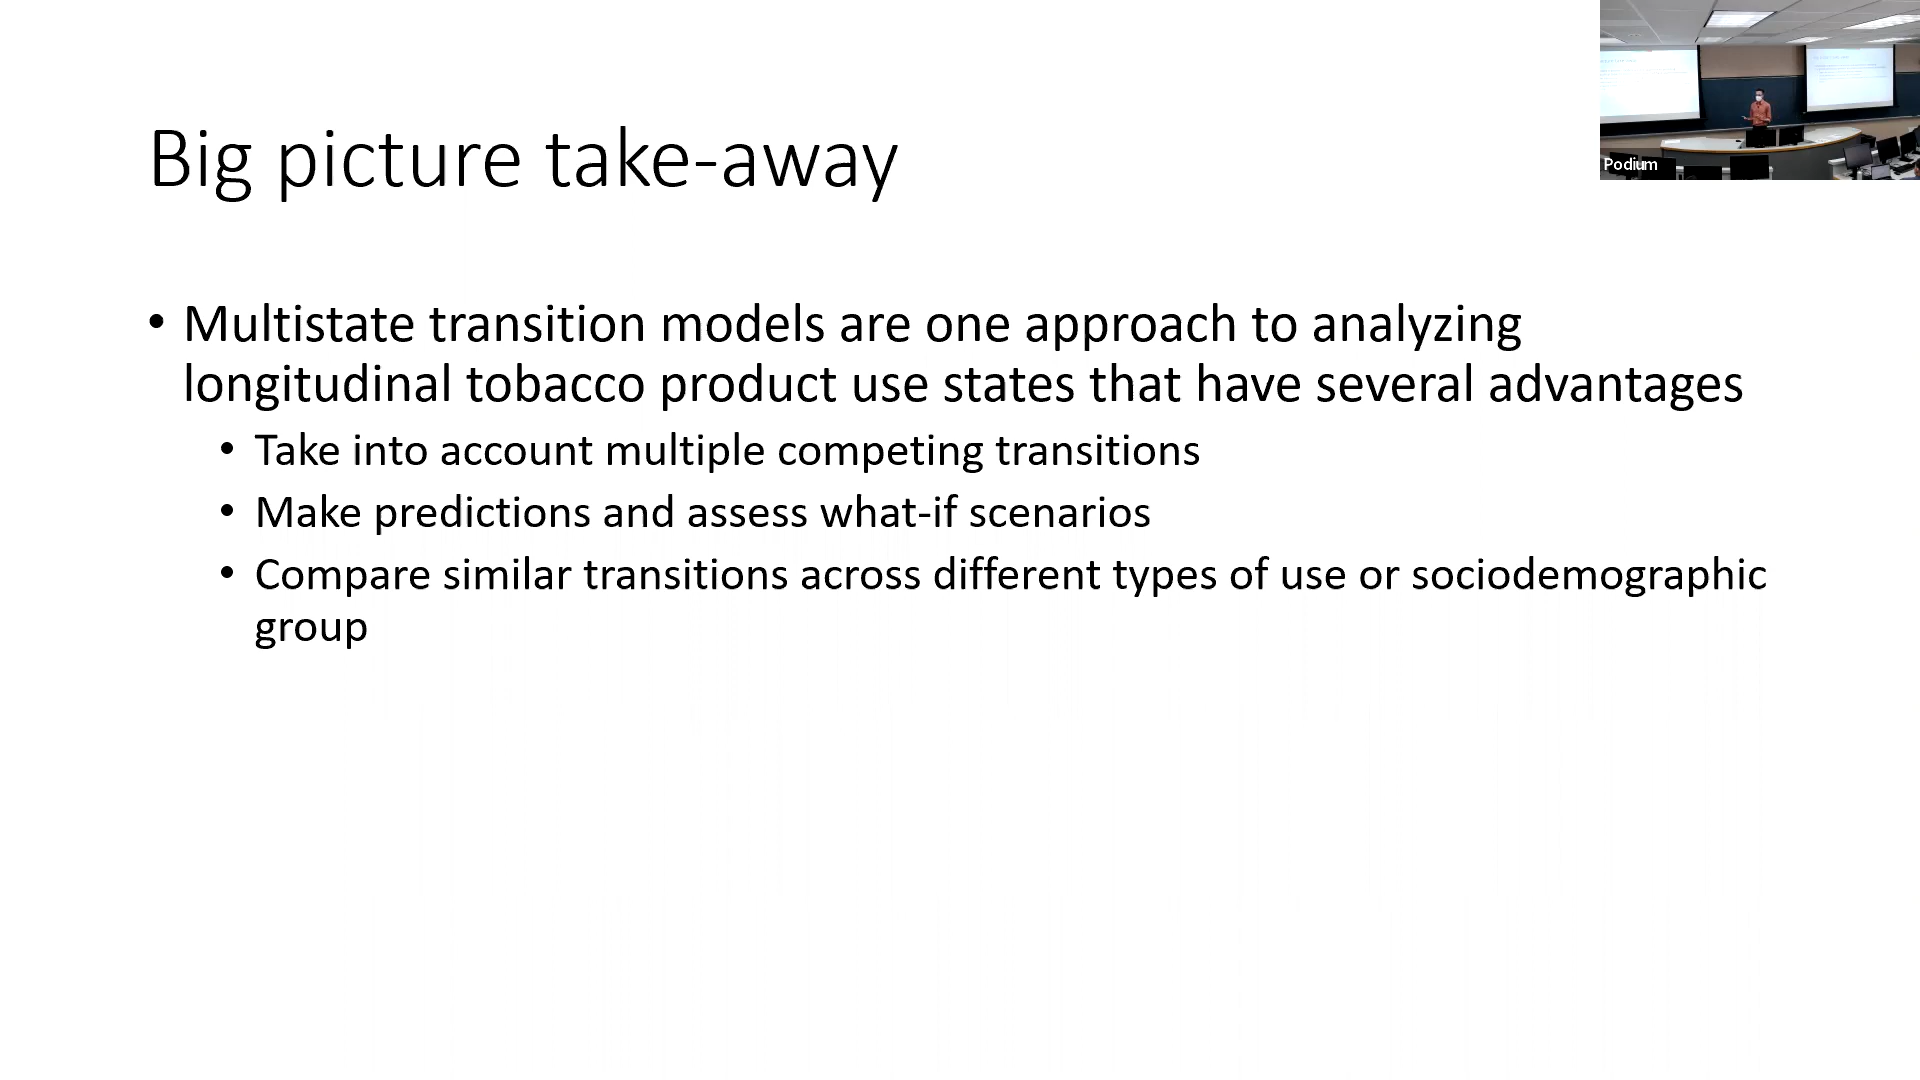 Big picture take-away
• Multistate transition models are one approach to analyzing
longitudinal tobacco product use states that have several advantages
• Take into account multiple competing transitions
• Make predictions and assess what-if scenarios
• Compare similar transitions across different types of use or sociodemographic
group
Podium